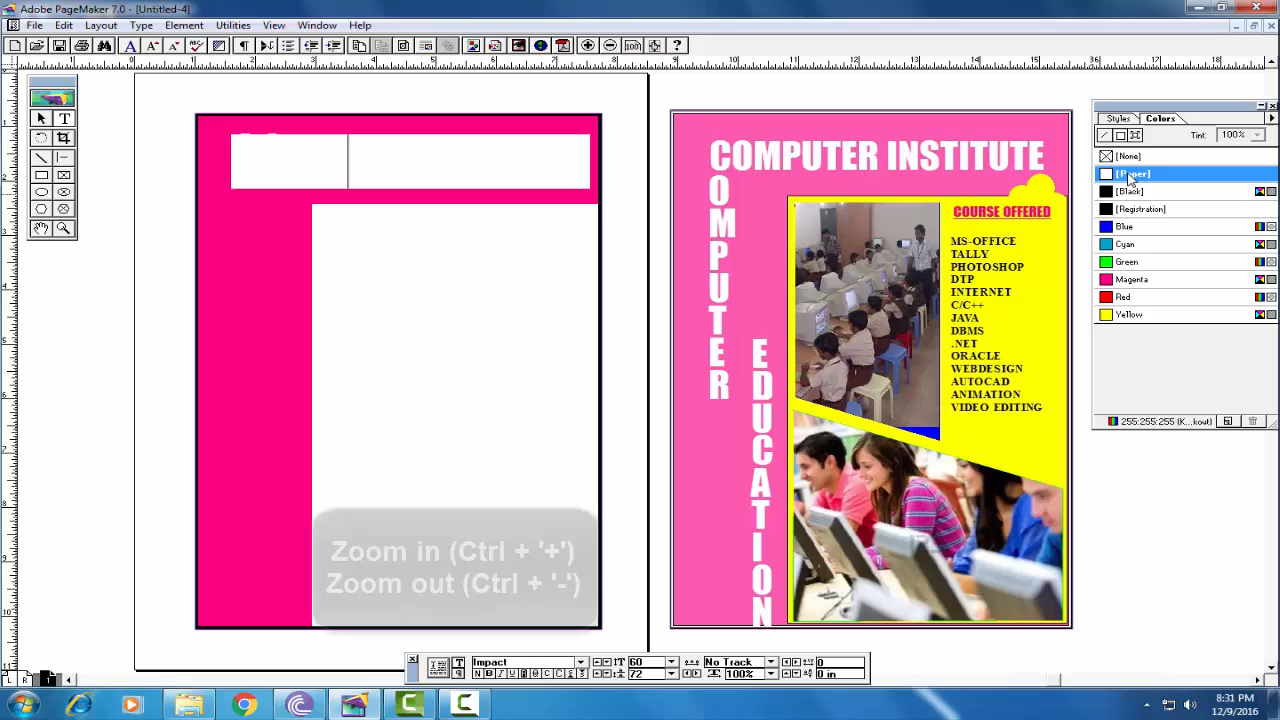 Adobe PageMaker 7.0 - [Untitled-4]
File Edit Layout Type Element Utilities View Window Help
COMPUTER INSTITUTE
COMPUTER
EDUCATION
COURSE OFFERED
MS-OFFICE
TALLY
PHOTOSHOP
DTP
INTERNET
C/C++
JAVA
DBMS
.NET
ORACLE
WEBDESIGN
AUTOCAD
ANIMATION
VIDEO EDITING
Zoom in (Ctrl + '+')
Zoom out (Ctrl + '-')
Styles Colors
Tint: 100%
[None]
[Paper]
[Black]
[Registration]
Blue
Cyan
Green
Magenta
Red
Yellow
255:255:255 (K...kout)
Impact 60 No Track 0
72 100% 0 in
L R 1
8:31 PM
12/9/2016